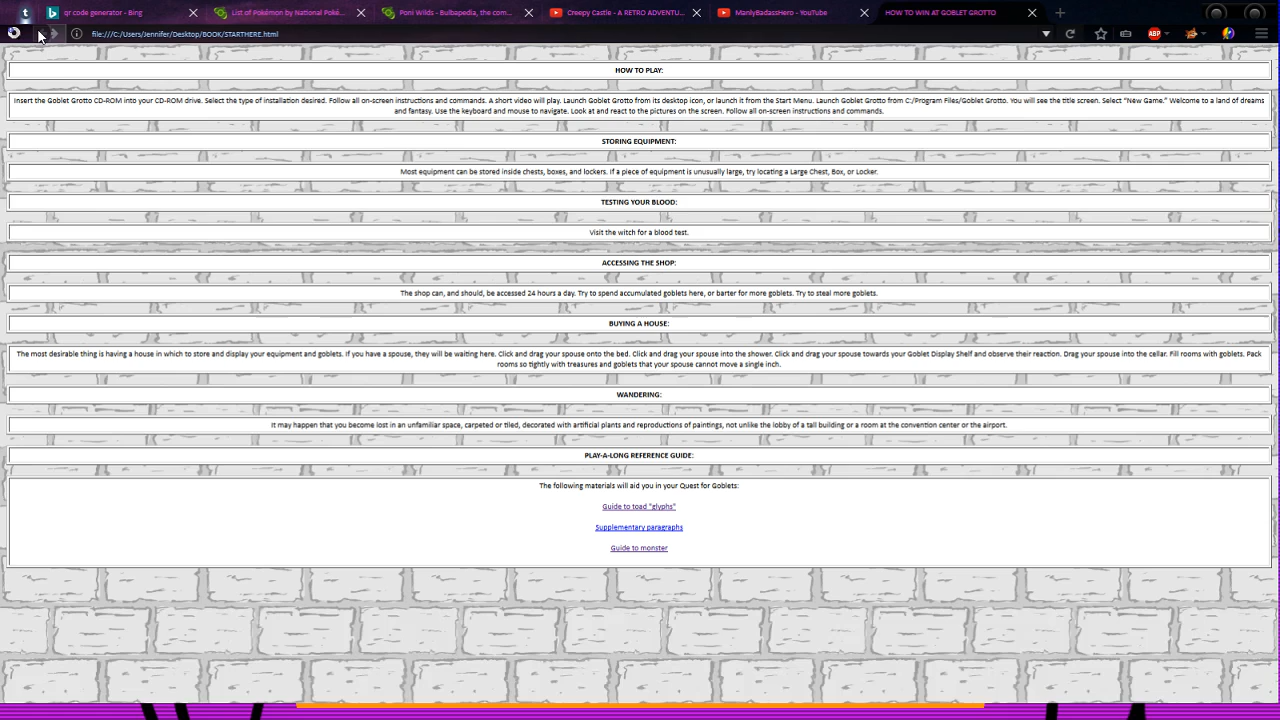 qr code generator - Bing
List of Pokémon by National Poké...
Poni Wilds - Bulbapedia, the com...
Creepy Castle - A RETRO ADVENTU...
ManlyBadassHero - YouTube
HOW TO WIN AT GOBLET GROTTO
file:///C:/Users/Jennifer/Desktop/BOOK/STARTHERE.html
ABP
HOW TO PLAY:
Insert the Goblet Grotto CD-ROM into your CD-ROM drive. Select the type of installation desired. Follow all on-screen instructions and commands. A short video will play. Launch Goblet Grotto from its desktop icon, or launch it from the Start Menu. Launch Goblet Grotto from C:/Program Files/Goblet Grotto. You will see the title screen. Select "New Game." Welcome to a land of dreams
and fantasy. Use the keyboard and mouse to navigate. Look at and react to the pictures on the screen. Follow all on-screen instructions and commands.
STORING EQUIPMENT:
Most equipment can be stored inside chests, boxes, and lockers. If a piece of equipment is unusually large, try locating a Large Chest, Box, or Locker.
TESTING YOUR BLOOD:
Visit the witch for a blood test.
ACCESSING THE SHOP:
The shop can, and should, be accessed 24 hours a day. Try to spend accumulated goblets here, or barter for more goblets. Try to steal more goblets.
BUYING A HOUSE:
The most desirable thing is having a house in which to store and display your equipment and goblets. If you have a spouse, they will be waiting here. Click and drag your spouse onto the bed. Click and drag your spouse into the shower. Click and drag your spouse towards your Goblet Display Shelf and observe their reaction. Drag your spouse into the cellar. Fill rooms with goblets. Pack
rooms so tightly with treasures and goblets that your spouse cannot move a single inch.
WANDERING:
It may happen that you become lost in an unfamiliar space, carpeted or tiled, decorated with artificial plants and reproductions of paintings, not unlike the lobby of a tall building or a room at the convention center or the airport.
PLAY-A-LONG REFERENCE GUIDE:
The following materials will aid you in your Quest for Goblets:
Guide to toad "glyphs"
Supplementary paragraphs
Guide to monster